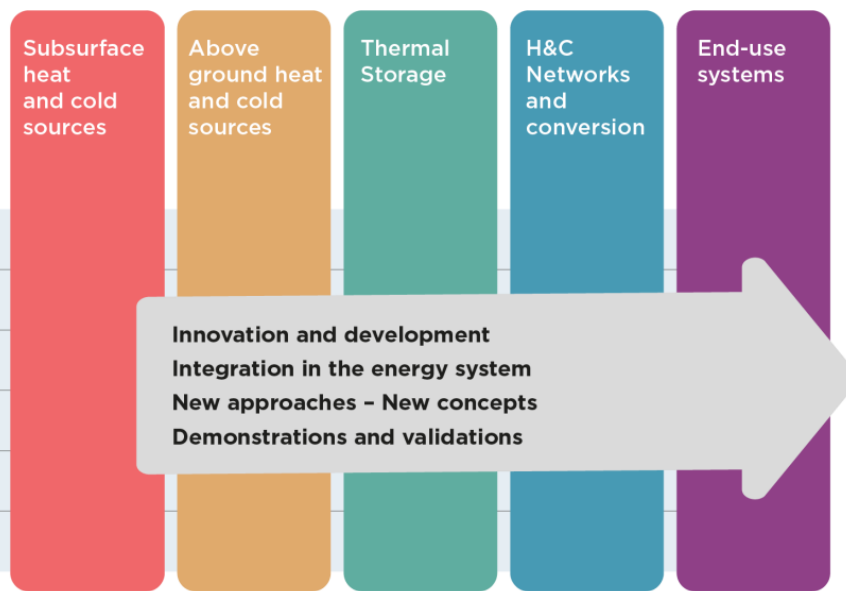 Subsurface
heat
and cold
sources
Above
ground heat
and cold
sources
Thermal
Storage
H&C
Networks
and
conversion
End-use
systems
Innovation and development
Integration in the energy system
New approaches – New concepts
Demonstrations and validations